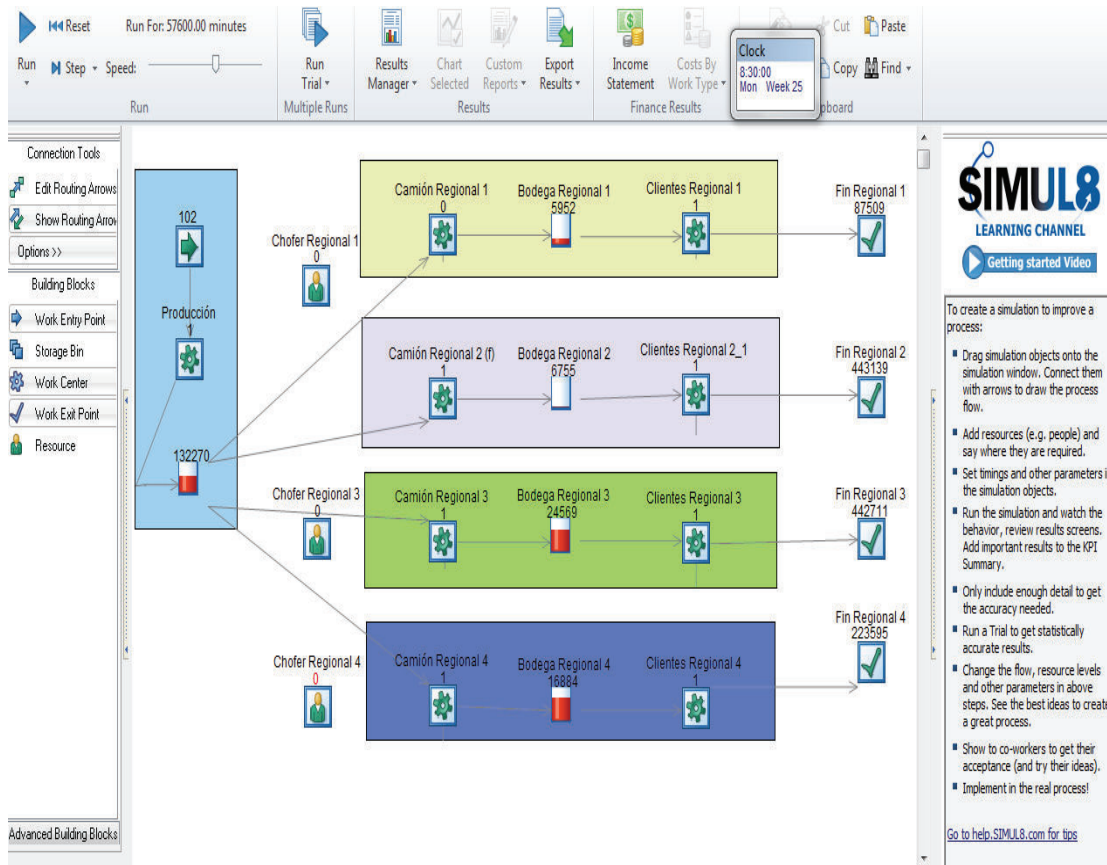 Reset
Run For: 57600.00 minutes
Run
Step
Speed:
Run
Run
Trial
Multiple Runs
Results
Manager
Chart
Selected
Custom
Reports
Export
Results
Results
Income
Statement
Costs By
Work Type
Finance Results
Clock
8:30:00
Mon Week 25
Cut
Paste
Copy
Find
pboard
Connection Tools
Edit Routing Arrows
Show Routing Arrow
Options >>
Building Blocks
Work Entry Point
Storage Bin
Work Center
Work Exit Point
Resource
Advanced Building Blocks
102
Producción
1
132270
Chofer Regional 1
0
Camión Regional 1
0
Bodega Regional 1
5952
Clientes Regional 1
1
Fin Regional 1
87509
Camión Regional 2 (f)
1
Bodega Regional 2
6755
Clientes Regional 2_1
1
Fin Regional 2
443139
Chofer Regional 3
0
Camión Regional 3
1
Bodega Regional 3
24569
Clientes Regional 3
1
Fin Regional 3
442711
Chofer Regional 4
0
Camión Regional 4
1
Bodega Regional 4
16884
Clientes Regional 4
1
Fin Regional 4
223595
SIMUL8
LEARNING CHANNEL
Getting started Video
To create a simulation to improve a
process:
Drag simulation objects onto the
simulation window. Connect them
with arrows to draw the process
flow.
Add resources (e.g. people) and
say where they are required.
Set timings and other parameters i
the simulation objects.
Run the simulation and watch the
behavior, review results screens.
Add important results to the KPI
Summary.
Only include enough detail to get
the accuracy needed.
Run a Trial to get statistically
accurate results.
Change the flow, resource levels
and other parameters in above
steps. See the best ideas to create
a great process.
Show to co-workers to get their
acceptance (and try their ideas).
Implement in the real process!
Go to help.SIMUL8.com for tips